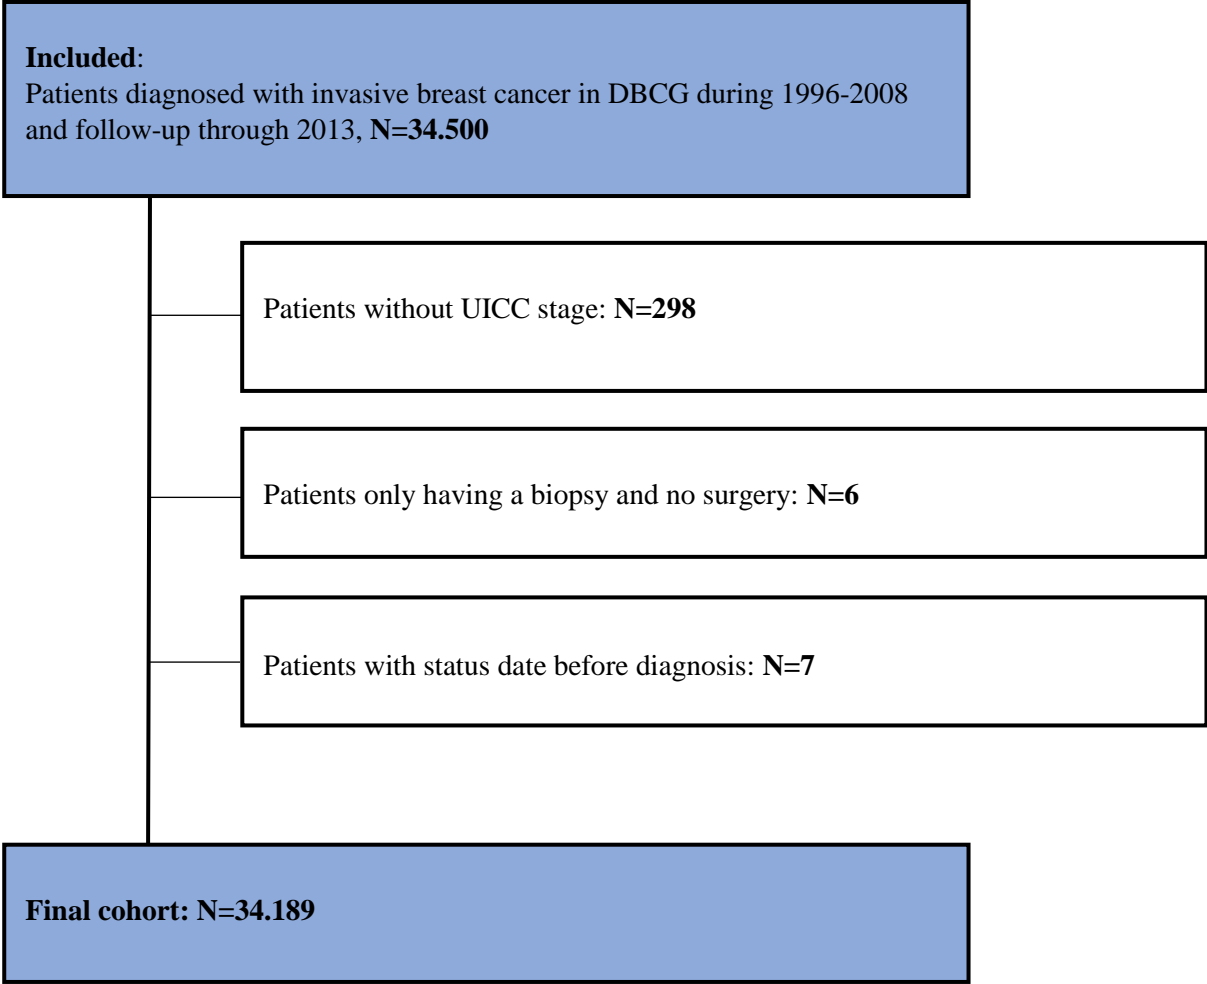 Included:
Patients diagnosed with invasive breast cancer in DBCG during 1996-2008
and follow-up through 2013, N=34.500
Patients without UICC stage: N=298
Patients only having a biopsy and no surgery: N=6
Patients with status date before diagnosis: N=7
Final cohort: N=34.189